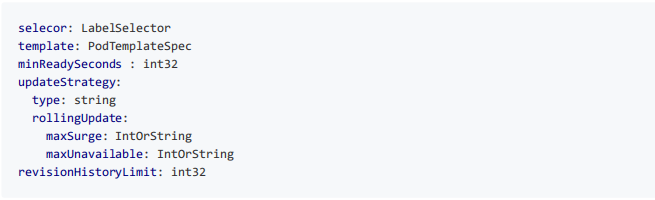 selecor: LabelSelector
template: PodTemplateSpec
minReadySeconds : int32
updateStrategy:
  type: string
  rollingUpdate:
    maxSurge: IntOrString
    maxUnavailable: IntOrString
revisionHistoryLimit: int32